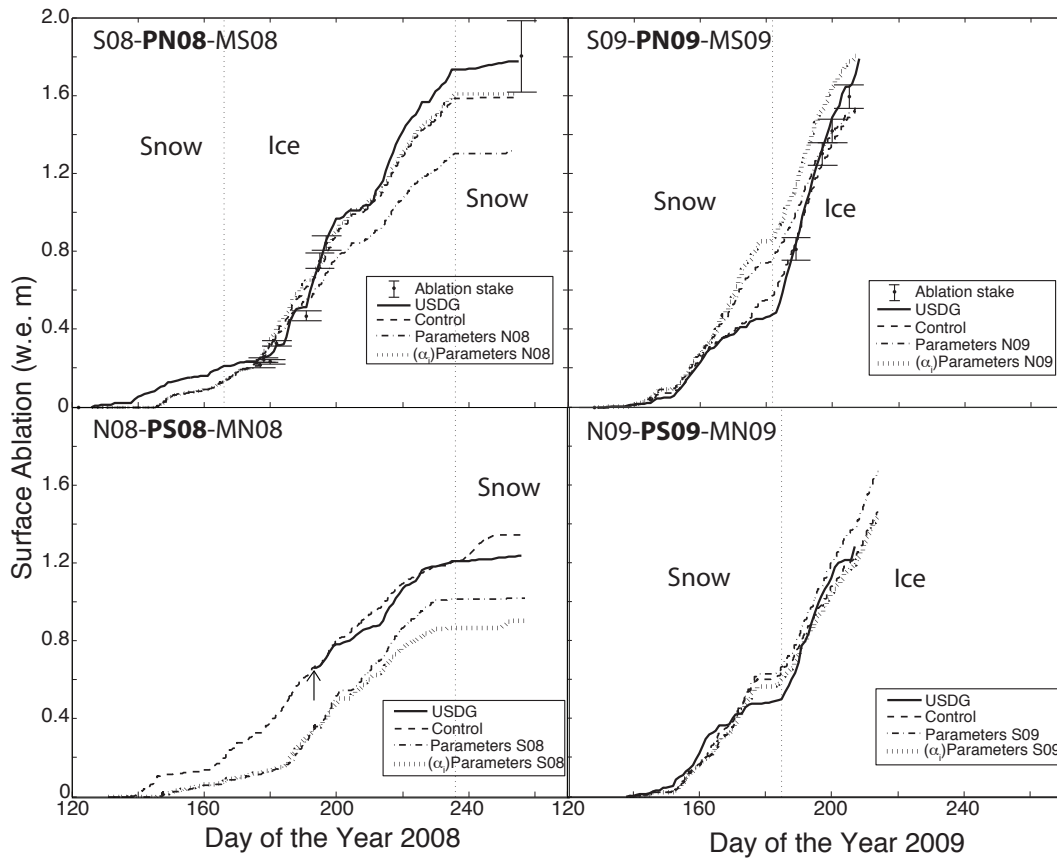 S08-PN08-MS08
S09-PN09-MS09
2.0
1.6
1.2
0.8
0.4
0
Snow
Ice
Snow
Ablation stake
USDG
Control
Parameters N08
(αᵢ)Parameters N08
Snow
Ice
Ablation stake
USDG
Control
Parameters N09
(αᵢ)Parameters N09
Surface Ablation (w.e. m)
N08-PS08-MN08
N09-PS09-MN09
1.6
1.2
0.8
0.4
0
Snow
USDG
Control
Parameters S08
(αᵢ)Parameters S08
Snow
Ice
USDG
Control
Parameters S09
(αᵢ)Parameters S09
120 160 200 240 120 160 200 240
Day of the Year 2008
Day of the Year 2009